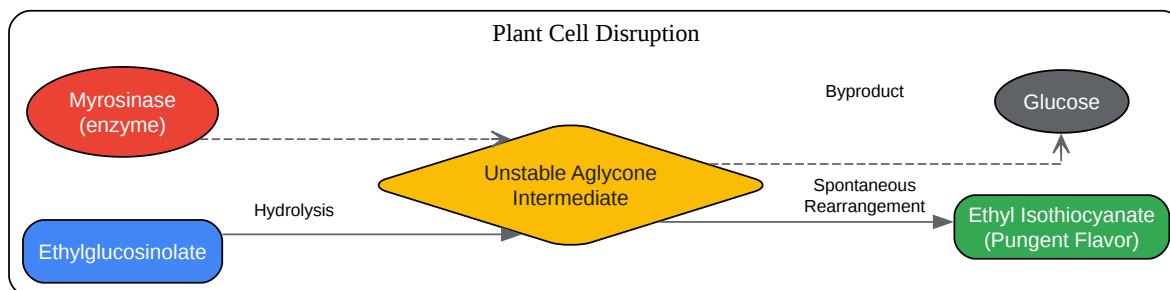 Plant Cell Disruption
Myrosinase
(enzyme)
Byproduct
Glucose
Unstable Aglycone
Intermediate
Hydrolysis
Spontaneous
Rearrangement
Ethylglucosinolate
Ethyl Isothiocyanate
(Pungent Flavor)